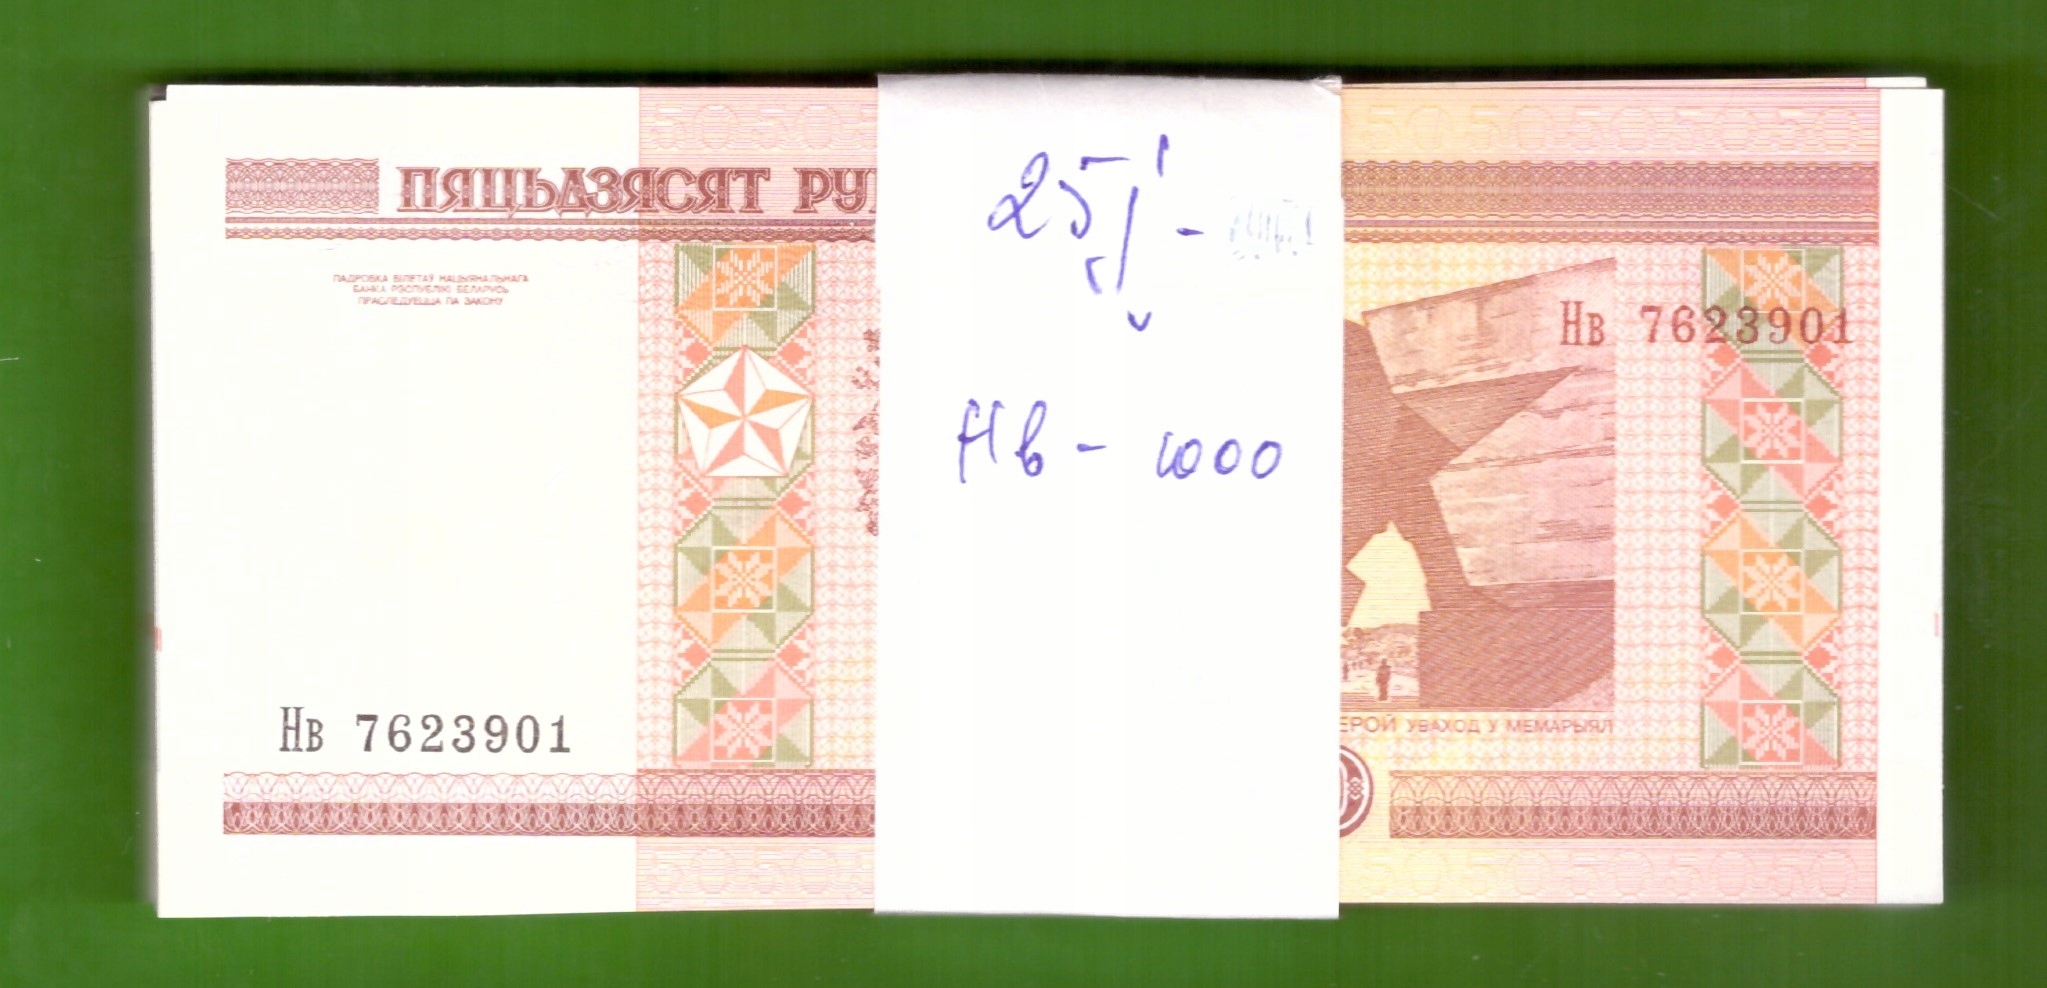 ПЯЦЬДЗЯСЯТ РУ
ПАДРОБКА БІЛЕТАЎ НАЦЫЯНАЛЬНАГА
БАНКА РЭСПУБЛІКІ БЕЛАРУСЬ
ПРАСЛЕДУЕЦЦА ПА ЗАКОНУ
Нв 7623901
25
Нв - 1000
Нв 7623901
ЕРОЙ УВАХОД У МЕМАРЫЯЛ